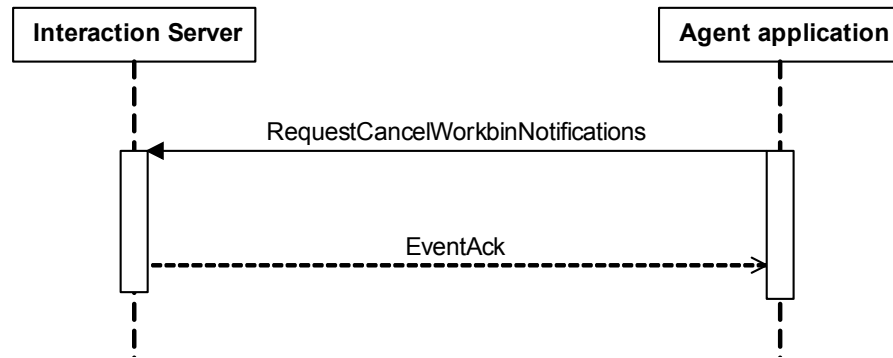 Interaction Server
Agent application
RequestCancelWorkbinNotifications
EventAck